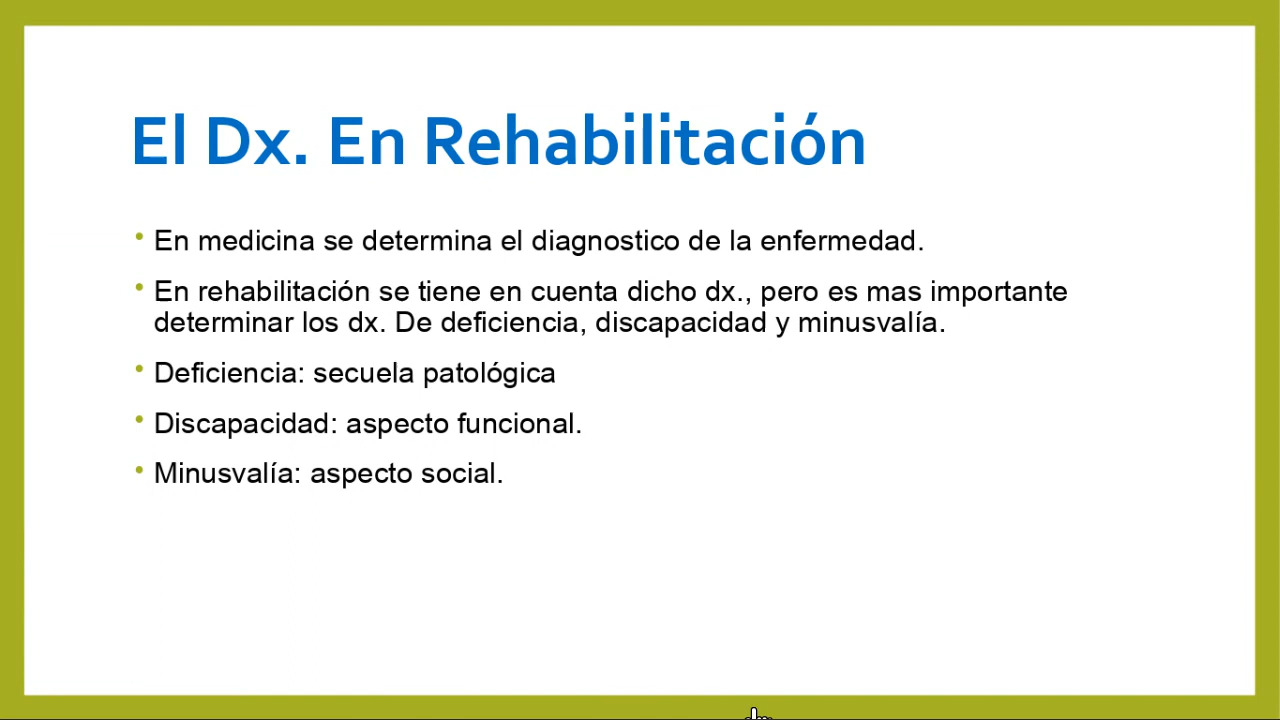 El Dx. En Rehabilitación
• En medicina se determina el diagnostico de la enfermedad.
• En rehabilitación se tiene en cuenta dicho dx., pero es mas importante
determinar los dx. De deficiencia, discapacidad y minusvalía.
• Deficiencia: secuela patológica
• Discapacidad: aspecto funcional.
• Minusvalía: aspecto social.